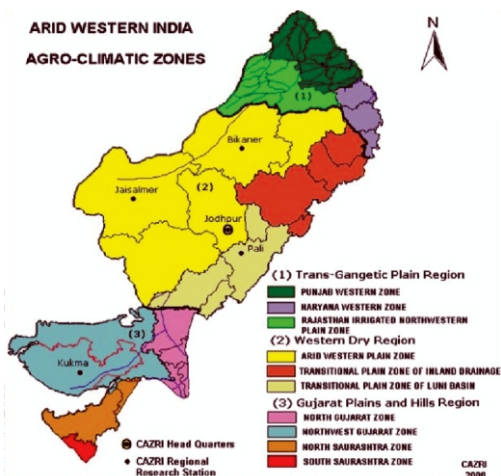 ARID WESTERN INDIA
AGRO-CLIMATIC ZONES
N
(1)
Bikaner
Jaisalmer
(2)
Jodhpur
Pali
(3)
Kukma
(1) Trans-Gangetic Plain Region
PUNJAB WESTERN ZONE
HARYANA WESTERN ZONE
RAJASTHAN IRRIGATED NORTHWESTERN
PLAIN ZONE
(2) Western Dry Region
ARID WESTERN PLAIN ZONE
TRANSITIONAL PLAIN ZONE OF INLAND DRAINAGE
TRANSITIONAL PLAIN ZONE OF LUNI BASIN
(3) Gujarat Plains and Hills Region
NORTH GUJARAT ZONE
NORTHWEST GUJARAT ZONE
NORTH SAURASHTRA ZONE
SOUTH SAURASHTRA ZONE
CAZRI Head Quarters
CAZRI Regional
Research Station
CAZRI